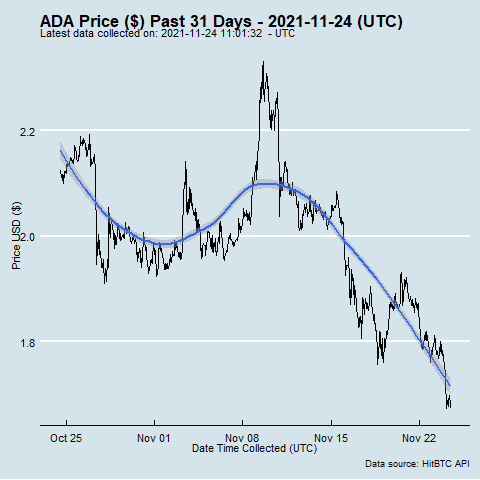 ADA Price ($) Past 31 Days - 2021-11-24 (UTC)
Latest data collected on: 2021-11-24 11:01:32 - UTC
Price USD ($)
2.2
2.0
1.8
Oct 25 Nov 01 Nov 08 Nov 15 Nov 22
Date Time Collected (UTC)
Data source: HitBTC API